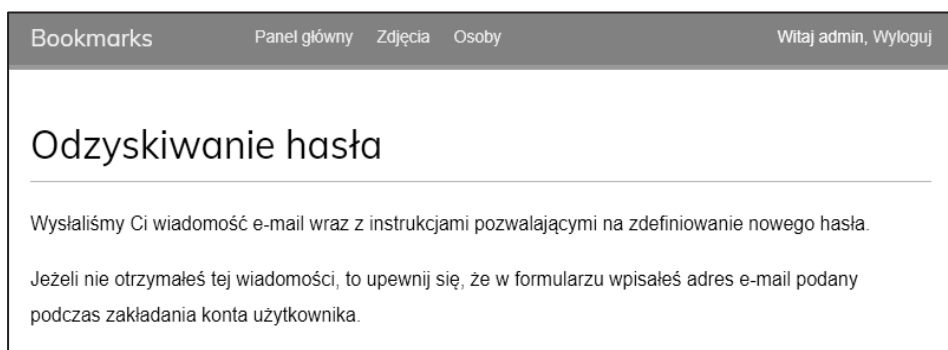 Bookmarks Panel główny Zdjęcia Osoby Witaj admin, Wyloguj
Odzyskiwanie hasła
Wysłaliśmy Ci wiadomość e-mail wraz z instrukcjami pozwalającymi na zdefiniowanie nowego hasła.
Jeżeli nie otrzymałeś tej wiadomości, to upewnij się, że w formularzu wpisałeś adres e-mail podany
podczas zakładania konta użytkownika.